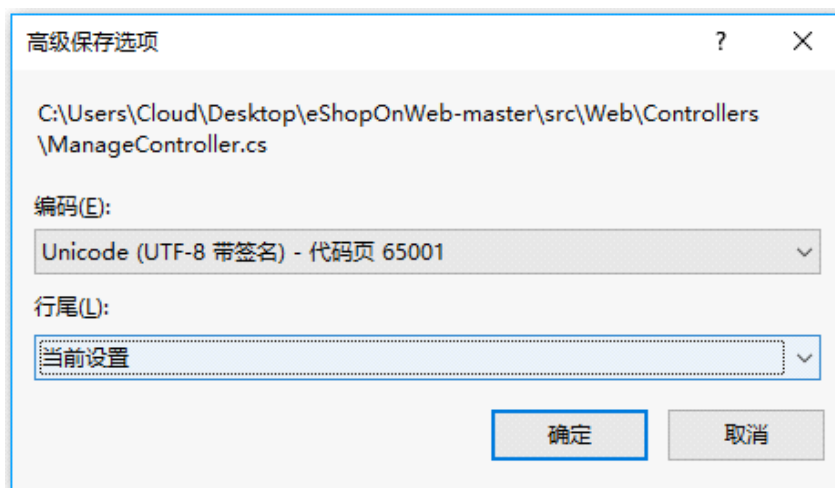 高级保存选项
?
C:\Users\Cloud\Desktop\eShopOnWeb-master\src\Web\Controllers
\ManageController.cs
编码(E):
Unicode (UTF-8 带签名) - 代码页 65001
行尾(L):
当前设置
确定
取消